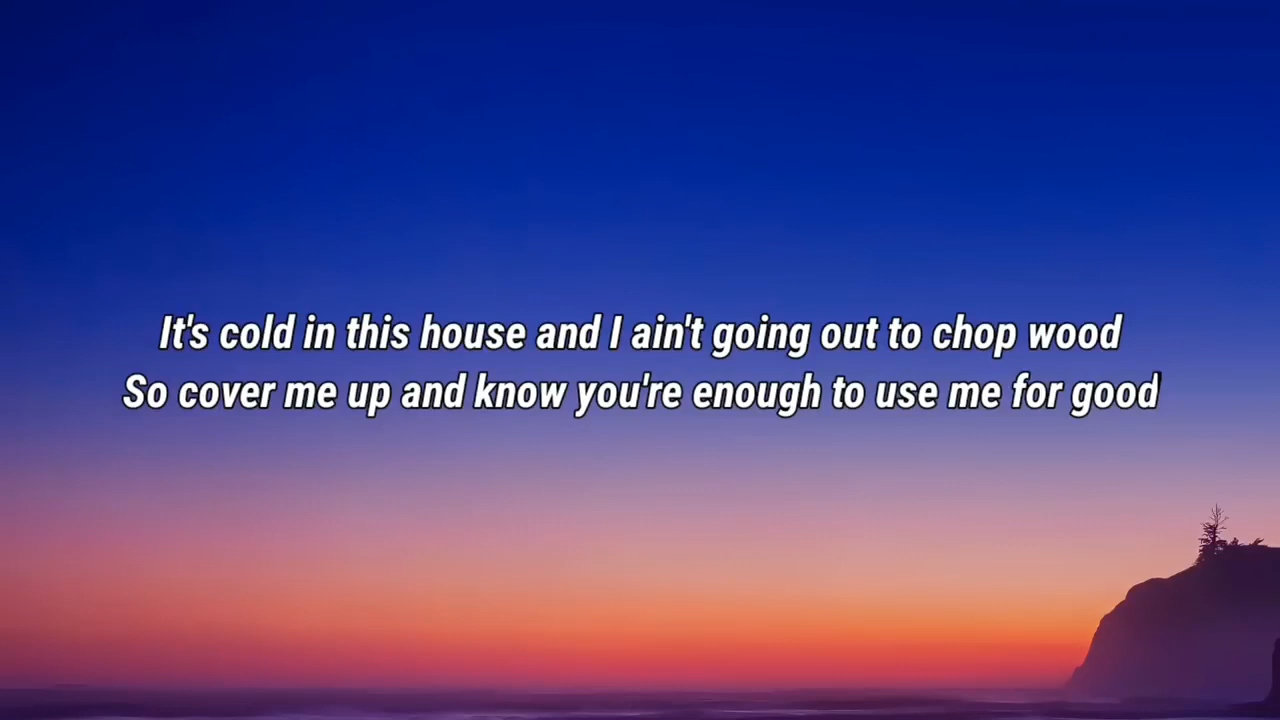 It's cold in this house and I ain't going out to chop wood
So cover me up and know you're enough to use me for good